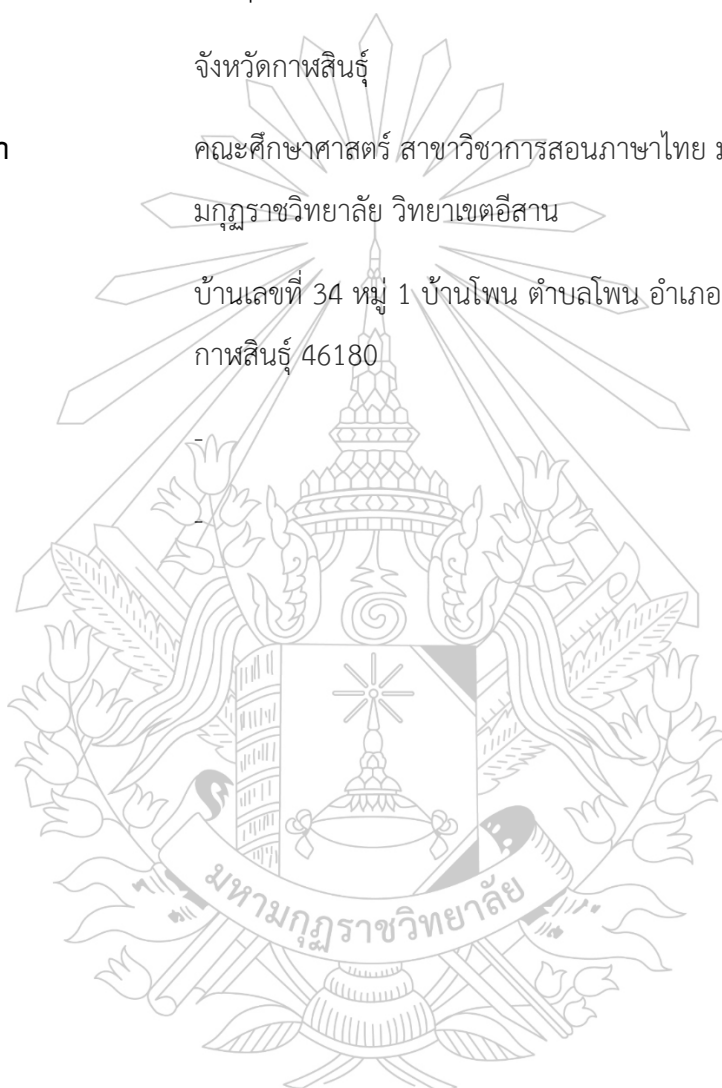 จังหวัดกาฬสินธุ์
คณะศึกษาศาสตร์ สาขาวิชาการสอนภาษาไทย
มกุฏราชวิทยาลัย วิทยาเขตอีสาน
บ้านเลขที่ 34 หมู่ 1 บ้านโพน ตำบลโพน อำเภอ
กาฬสินธุ์ 46180
-
-
มหามกุฏราชวิทยาลัย